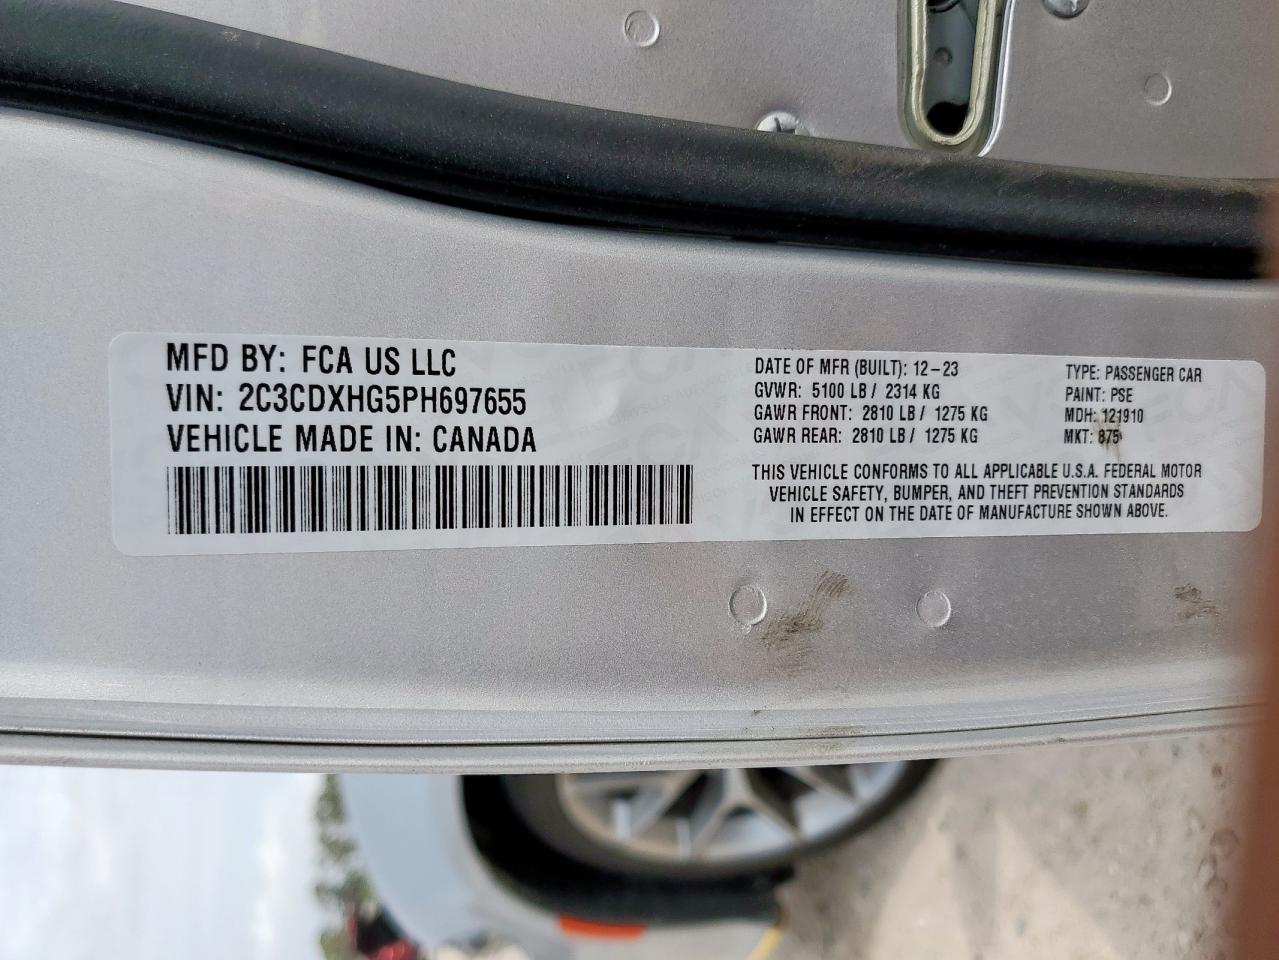 MFD BY: FCA US LLC
VIN: 2C3CDXHG5PH697655
VEHICLE MADE IN: CANADA
DATE OF MFR (BUILT): 12-23
GVWR: 5100 LB / 2314 KG
GAWR FRONT: 2810 LB / 1275 KG
GAWR REAR: 2810 LB / 1275 KG
TYPE: PASSENGER CAR
PAINT: PSE
MDH: 121910
MKT: 875
THIS VEHICLE CONFORMS TO ALL APPLICABLE U.S.A. FEDERAL MOTOR
VEHICLE SAFETY, BUMPER, AND THEFT PREVENTION STANDARDS
IN EFFECT ON THE DATE OF MANUFACTURE SHOWN ABOVE.